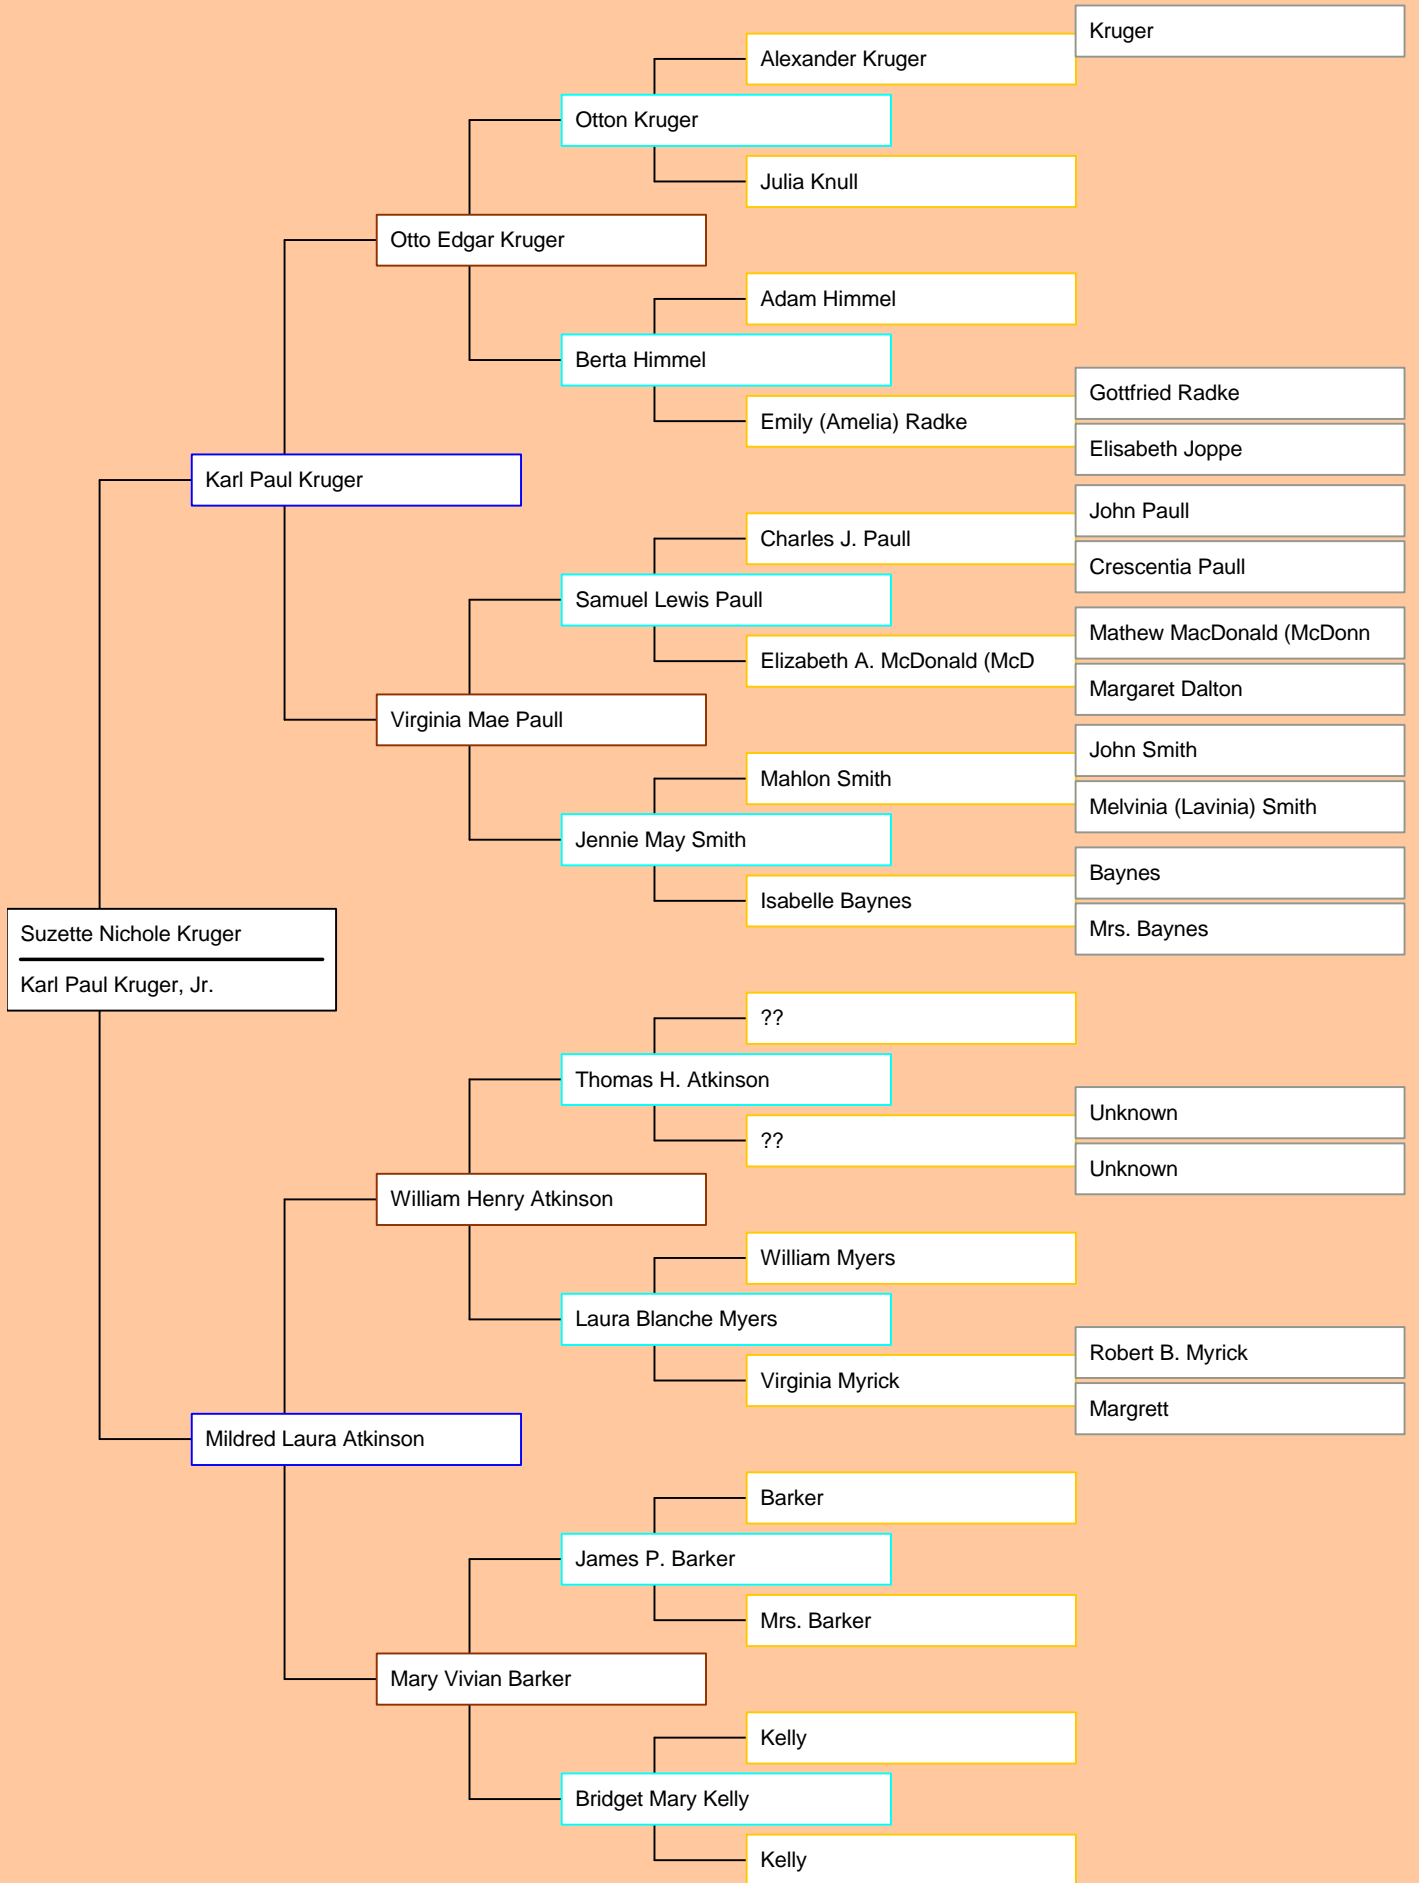 Kruger
Alexander Kruger
Otton Kruger
Julia Knull
Otto Edgar Kruger
Adam Himmel
Berta Himmel
Gottfried Radke
Emily (Amelia) Radke
Elisabeth Joppe
Karl Paul Kruger
John Paull
Charles J. Paull
Crescentia Paull
Samuel Lewis Paull
Mathew MacDonald (McDonn
Elizabeth A. McDonald (McD
Margaret Dalton
Virginia Mae Paull
John Smith
Mahlon Smith
Melvinia (Lavinia) Smith
Jennie May Smith
Baynes
Isabelle Baynes
Mrs. Baynes
Suzette Nichole Kruger
Karl Paul Kruger, Jr.
??
Thomas H. Atkinson
Unknown
??
Unknown
William Henry Atkinson
William Myers
Laura Blanche Myers
Robert B. Myrick
Virginia Myrick
Margrett
Mildred Laura Atkinson
Barker
James P. Barker
Mrs. Barker
Mary Vivian Barker
Kelly
Bridget Mary Kelly
Kelly